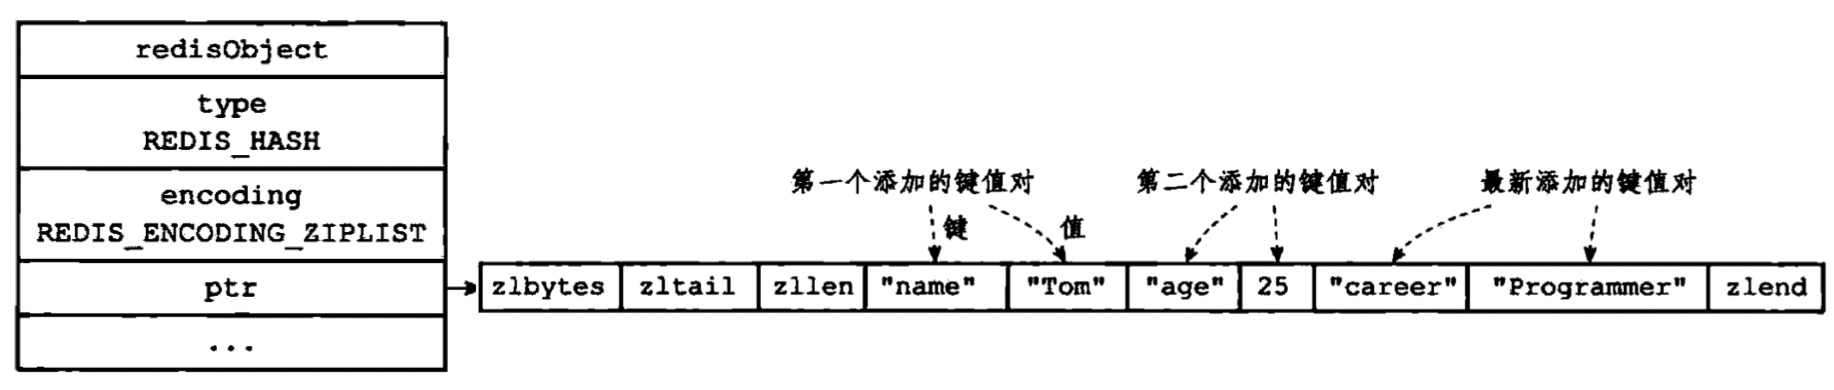 redisObject
type
REDIS_HASH
encoding
REDIS_ENCODING_ZIPLIST
ptr
...
第一个添加的键值对 第二个添加的键值对 最新添加的键值对
键 值
zlbytes zltail zllen "name" "Tom" "age" 25 "career" "Programmer" zlend